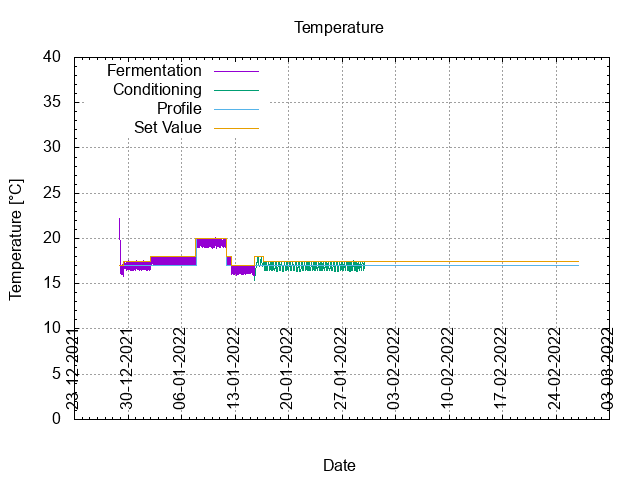 Temperature
Fermentation
Conditioning
Profile
Set Value
Temperature [°C]
40
35
30
25
20
15
10
5
0
23-12-2021
30-12-2021
06-01-2022
13-01-2022
20-01-2022
27-01-2022
03-02-2022
10-02-2022
17-02-2022
24-02-2022
03-03-2022
Date